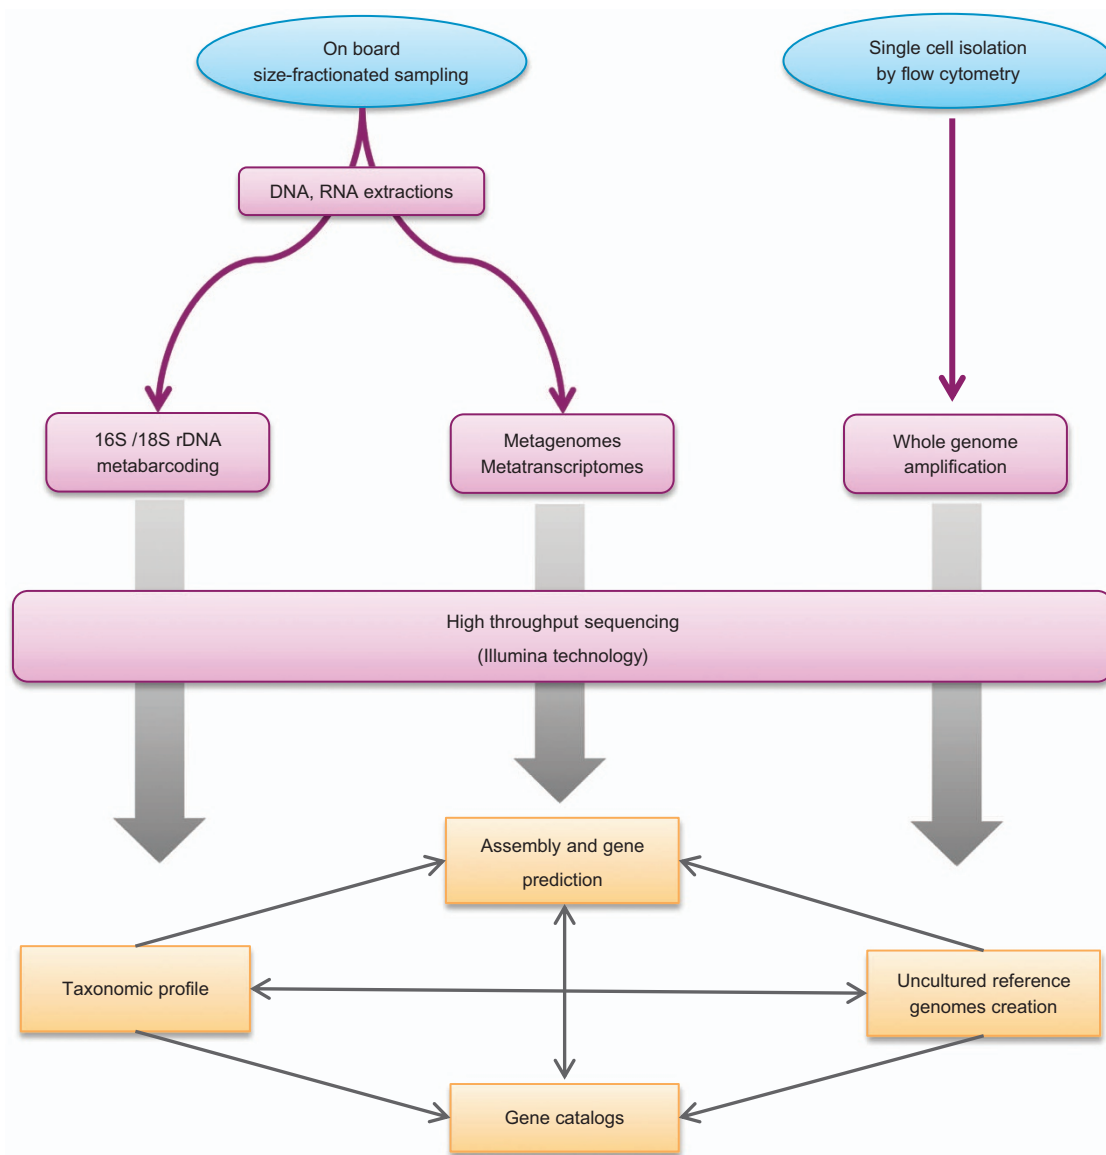 On board
size-fractionated sampling
Single cell isolation
by flow cytometry
DNA, RNA extractions
16S /18S rDNA
metabarcoding
Metagenomes
Metatranscriptomes
Whole genome
amplification
High throughput sequencing
(Illumina technology)
Assembly and gene
prediction
Taxonomic profile
Uncultured reference
genomes creation
Gene catalogs